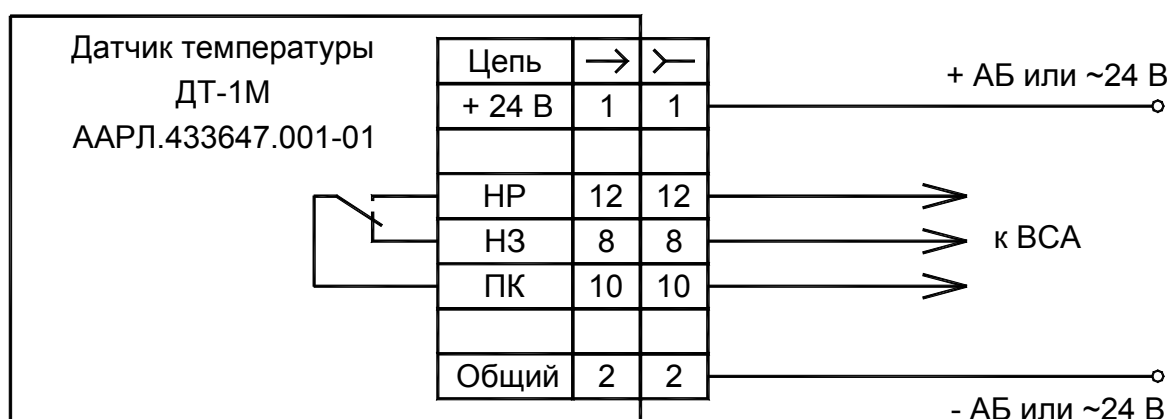 Датчик температуры
ДТ-1М
ААРЛ.433647.001-01
Цепь
+ 24 В 1 1
НР 12 12
НЗ 8 8
ПК 10 10
Общий 2 2
+ АБ или ~24 В
к ВСА
- АБ или ~24 В